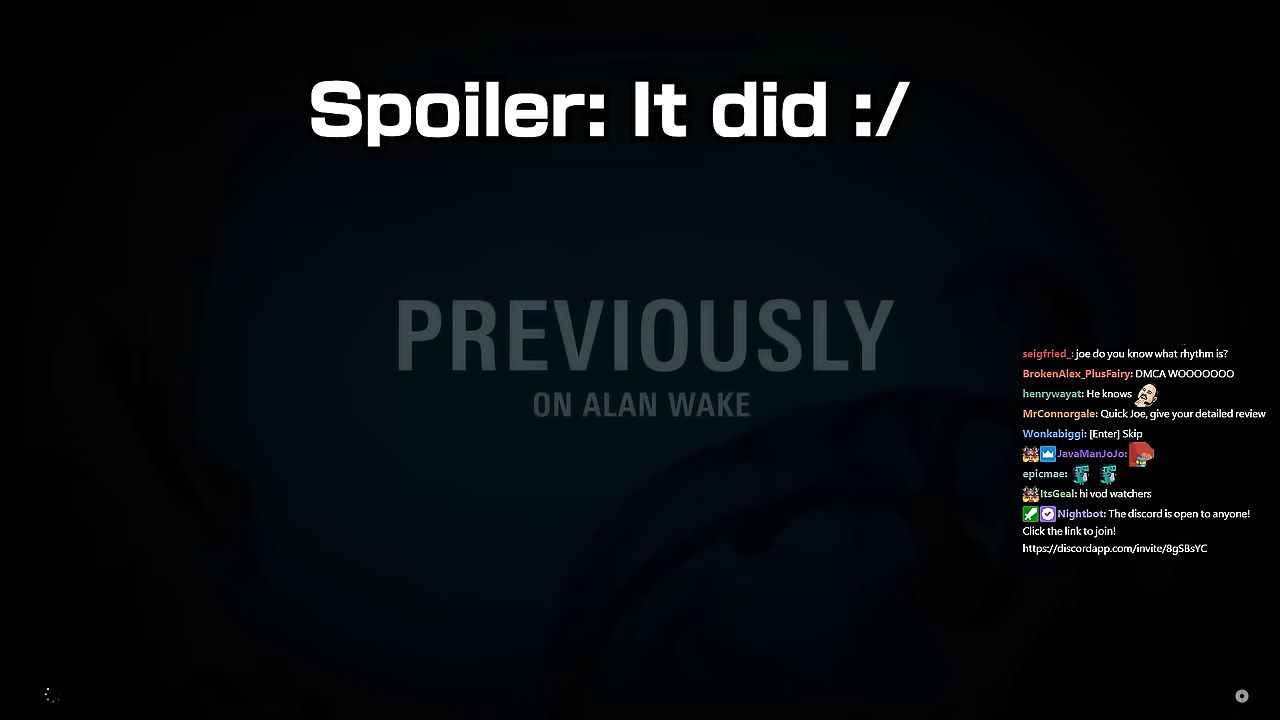 Spoiler: It did :/
PREVIOUSLY
ON ALAN WAKE
seigfried_: joe do you know what rhythm is?
BrokenAlex_PlusFairy: DMCA WOOOOOOO
henrywayat: He knows
MrConnorgale: Quick Joe, give your detailed review
Wonkabiggi: [Enter] Skip
JavaManJoJo:
epicmae:
ItsGeal: hi vod watchers
Nightbot: The discord is open to anyone!
Click the link to join!
https://discordapp.com/invite/8gSBsYC